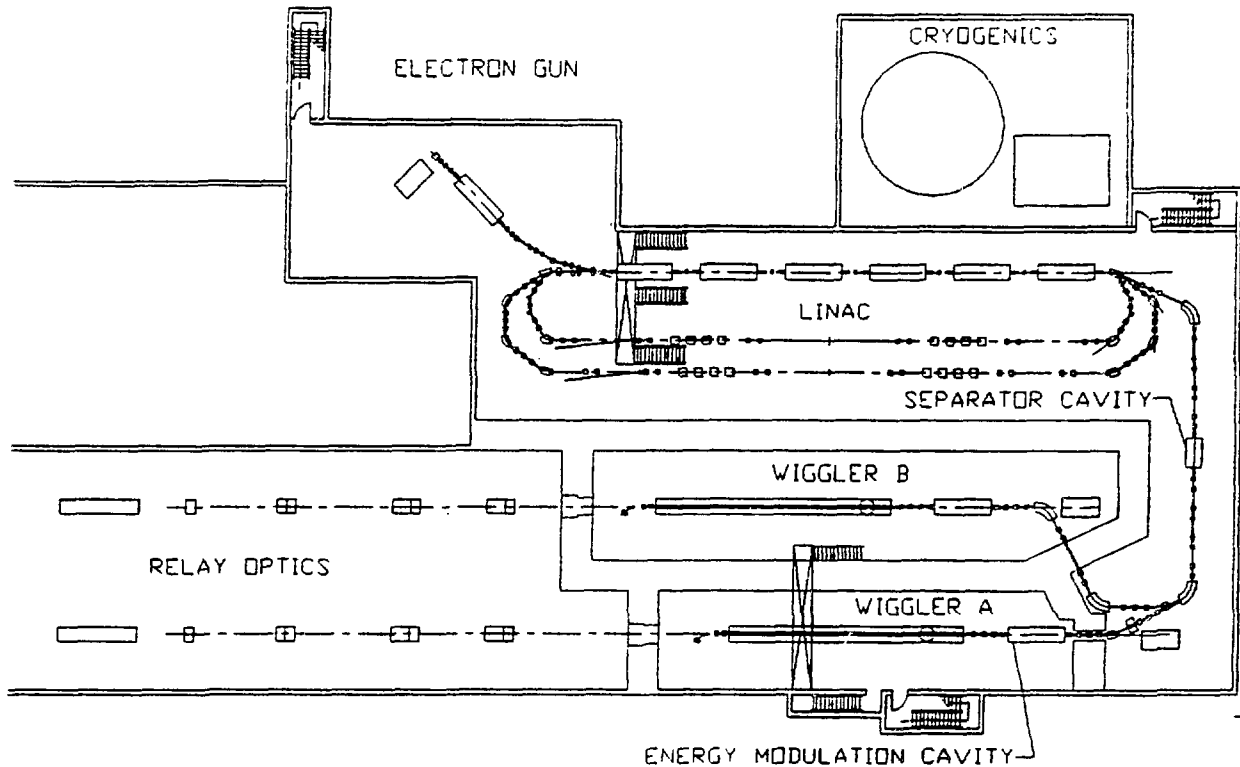 CRYOGENICS
ELECTRON GUN
LINAC
SEPARATOR CAVITY
WIGGLER B
RELAY OPTICS
WIGGLER A
ENERGY MODULATION CAVITY